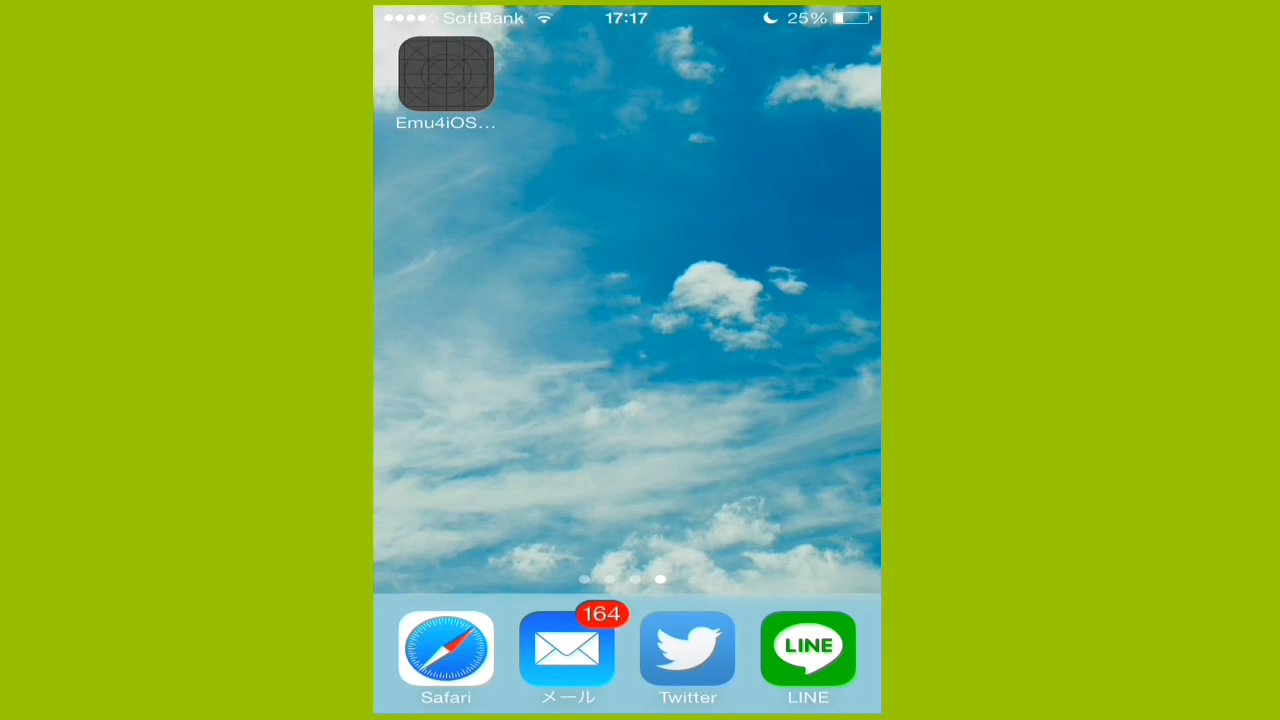 SoftBank 17:17 25%
Emu4iOS...
164
LINE
Safari メール Twitter LINE